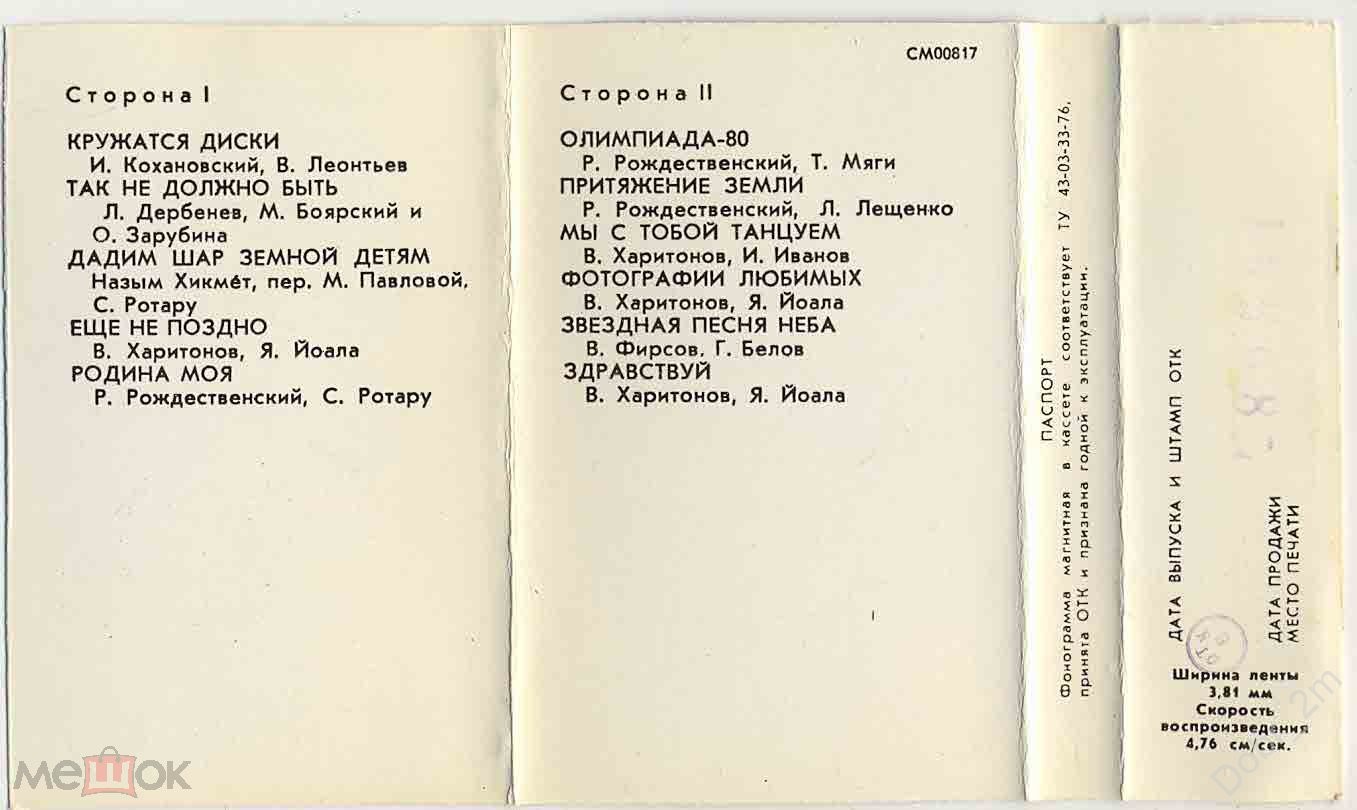 Сторона I
КРУЖАТСЯ ДИСКИ
И. Кохановский, В. Леонтьев
ТАК НЕ ДОЛЖНО БЫТЬ
Л. Дербенев, М. Боярский и
О. Зарубина
ДАДИМ ШАР ЗЕМНОЙ ДЕТЯМ
Назым Хикмет, пер. М. Павловой,
С. Ротару
ЕЩЕ НЕ ПОЗДНО
В. Харитонов, Я. Йоала
РОДИНА МОЯ
Р. Рождественский, С. Ротару
СМ00817
Сторона II
ОЛИМПИАДА-80
Р. Рождественский, Т. Мяги
ПРИТЯЖЕНИЕ ЗЕМЛИ
Р. Рождественский, Л. Лещенко
МЫ С ТОБОЙ ТАНЦУЕМ
В. Харитонов, И. Иванов
ФОТОГРАФИИ ЛЮБИМЫХ
В. Харитонов, Я. Йоала
ЗВЕЗДНАЯ ПЕСНЯ НЕБА
В. Фирсов, Г. Белов
ЗДРАВСТВУЙ
В. Харитонов, Я. Йоала
ПАСПОРТ
Фонограмма магнитная в кассете соответствует ТУ 43-03-33-76,
принята ОТК и признана годной к эксплуатации.
ДАТА ВЫПУСКА И ШТАМП ОТК
ДАТА ПРОДАЖИ
МЕСТО ПЕЧАТИ
ОТК
Ширина ленты
3,81 мм
Скорость
воспроизведения
4,76 см/сек.
мешок